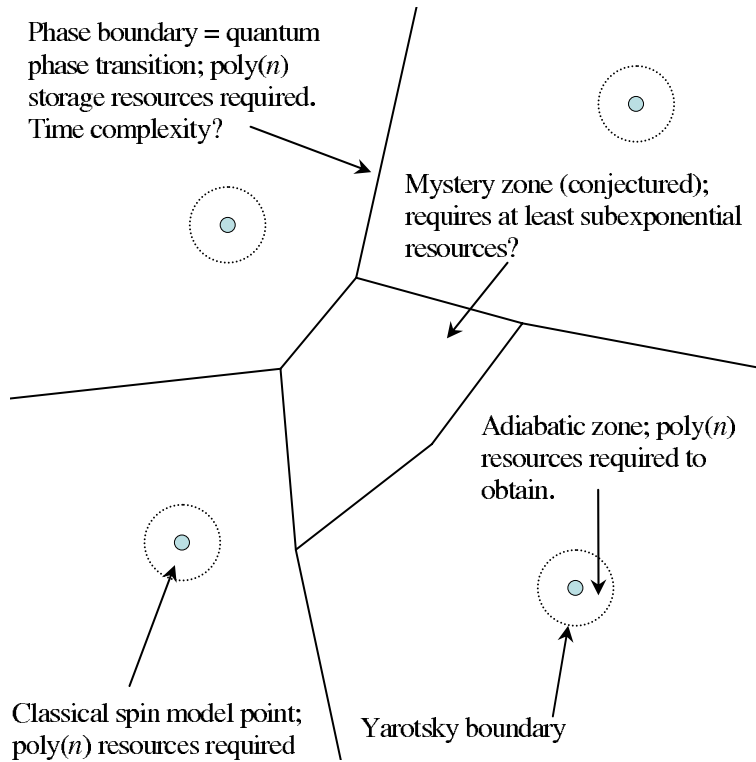 Phase boundary = quantum
phase transition; poly(n)
storage resources required.
Time complexity?
Mystery zone (conjectured);
requires at least subexponential
resources?
Adiabatic zone; poly(n)
resources required to
obtain.
Classical spin model point;
poly(n) resources required
Yarotsky boundary